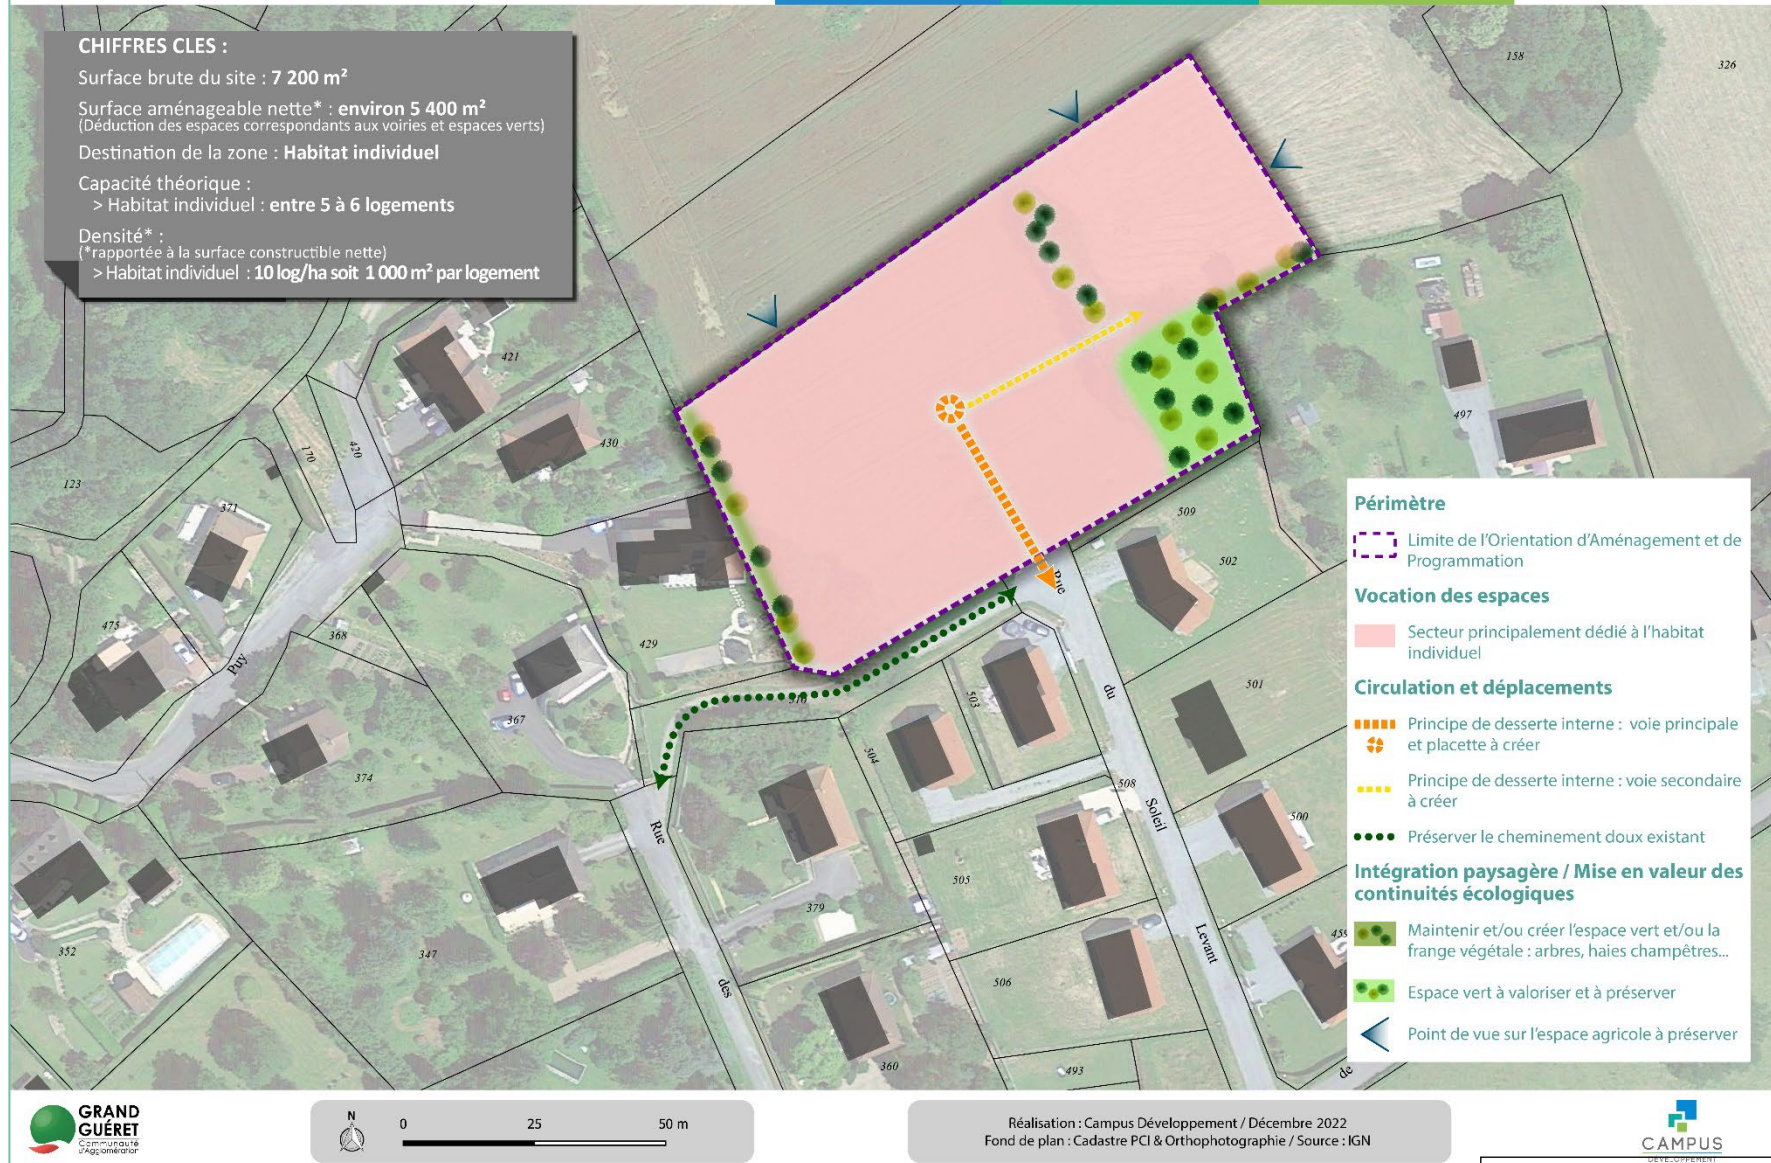 CHIFFRES CLES :
Surface brute du site : 7 200 m²
Surface aménageable nette* : environ 5 400 m²
(Déduction des espaces correspondants aux voiries et espaces verts)
Destination de la zone : Habitat individuel
Capacité théorique :
> Habitat individuel : entre 5 à 6 logements
Densité* :
(*rapportée à la surface constructible nette)
> Habitat individuel : 10 log/ha soit 1 000 m² par logement
158
326
421
430
170
420
123
371
497
509
502
475
368
Puy
429
Rue
510
503
du
501
367
374
504
508
Soleil
500
Rue
505
379
Levant
459
352
347
des
506
360
493
de
Périmètre
Limite de l'Orientation d'Aménagement et de
Programmation
Vocation des espaces
Secteur principalement dédié à l'habitat
individuel
Circulation et déplacements
Principe de desserte interne : voie principale
et placette à créer
Principe de desserte interne : voie secondaire
à créer
Préserver le cheminement doux existant
Intégration paysagère / Mise en valeur des
continuités écologiques
Maintenir et/ou créer l'espace vert et/ou la
frange végétale : arbres, haies champêtres...
Espace vert à valoriser et à préserver
Point de vue sur l'espace agricole à préserver
GRAND
GUÉRET
Communauté
d'Agglomération
N
0 25 50 m
Réalisation : Campus Développement / Décembre 2022
Fond de plan : Cadastre PCI & Orthophotographie / Source : IGN
CAMPUS
DÉVELOPPEMENT